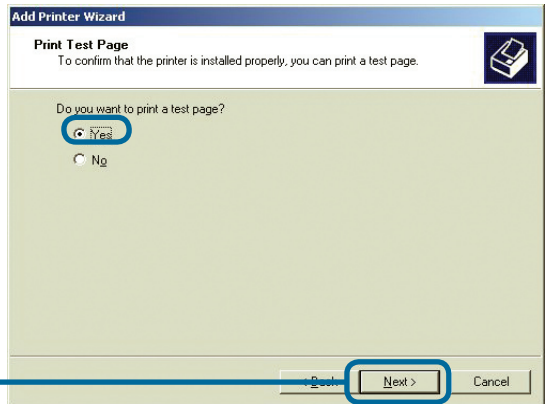 Add Printer Wizard
Print Test Page
To confirm that the printer is installed properly, you can print a test page.
Do you want to print a test page?
Yes
No
< Back Next > Cancel